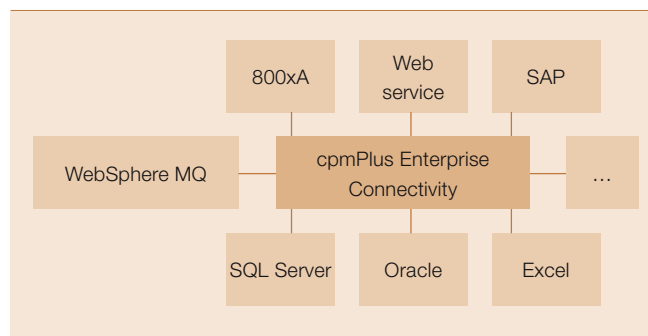 800xA
Web
service
SAP
WebSphere MQ
cpmPlus Enterprise
Connectivity
...
SQL Server
Oracle
Excel